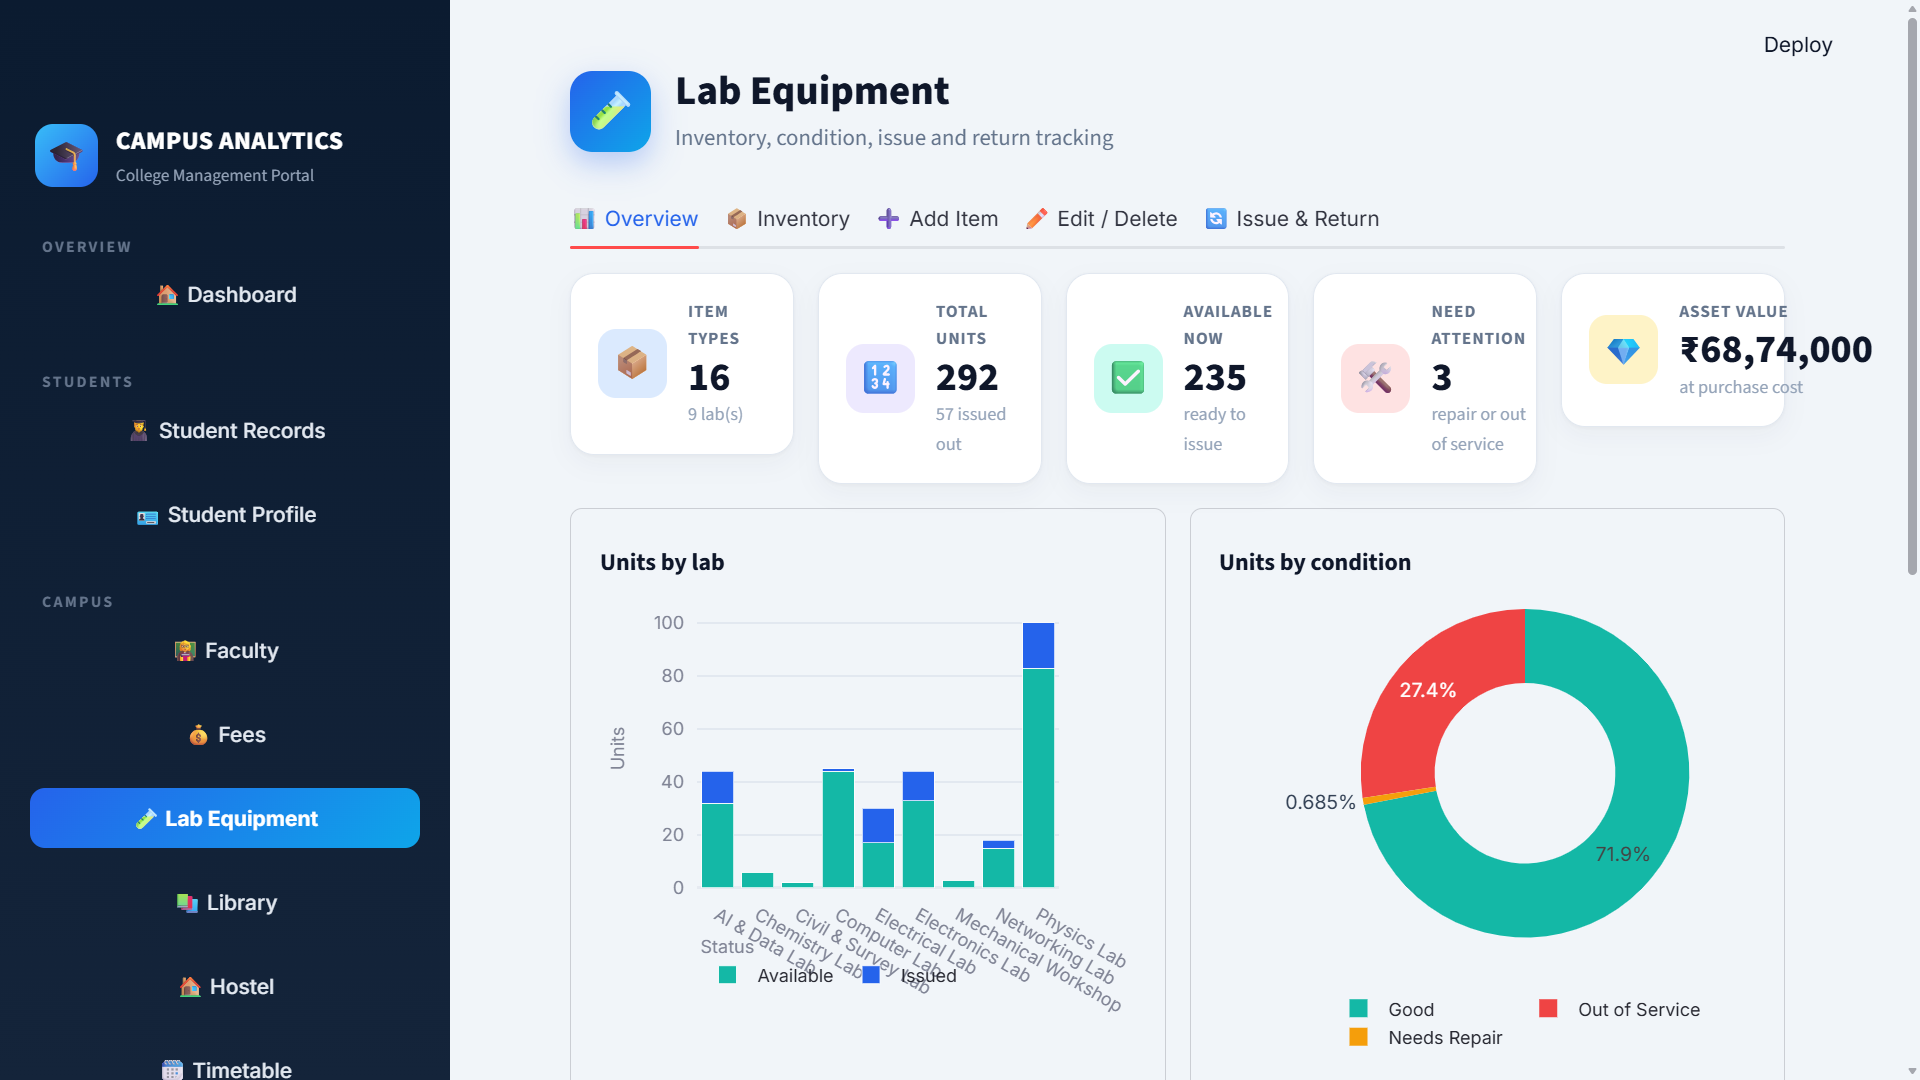 Deploy
CAMPUS ANALYTICS
College Management Portal
OVERVIEW
Dashboard
STUDENTS
Student Records
Student Profile
CAMPUS
Faculty
Fees
Lab Equipment
Library
Hostel
Timetable
Lab Equipment
Inventory, condition, issue and return tracking
Overview
Inventory
Add Item
Edit / Delete
Issue & Return
ITEM
TYPES
16
9 lab(s)
TOTAL
UNITS
292
57 issued
out
AVAILABLE
NOW
235
ready to
issue
NEED
ATTENTION
3
repair or out
of service
ASSET VALUE
₹68,74,000
at purchase cost
Units by lab
100
80
60
40
20
0
Units
AI & Data Lab
Chemistry Lab
Civil & Survey Lab
Computer Lab
Electrical Lab
Electronics Lab
Mechanical Workshop
Networking Lab
Physics Lab
Status
Available
Issued
Units by condition
27.4%
0.685%
71.9%
Good
Out of Service
Needs Repair